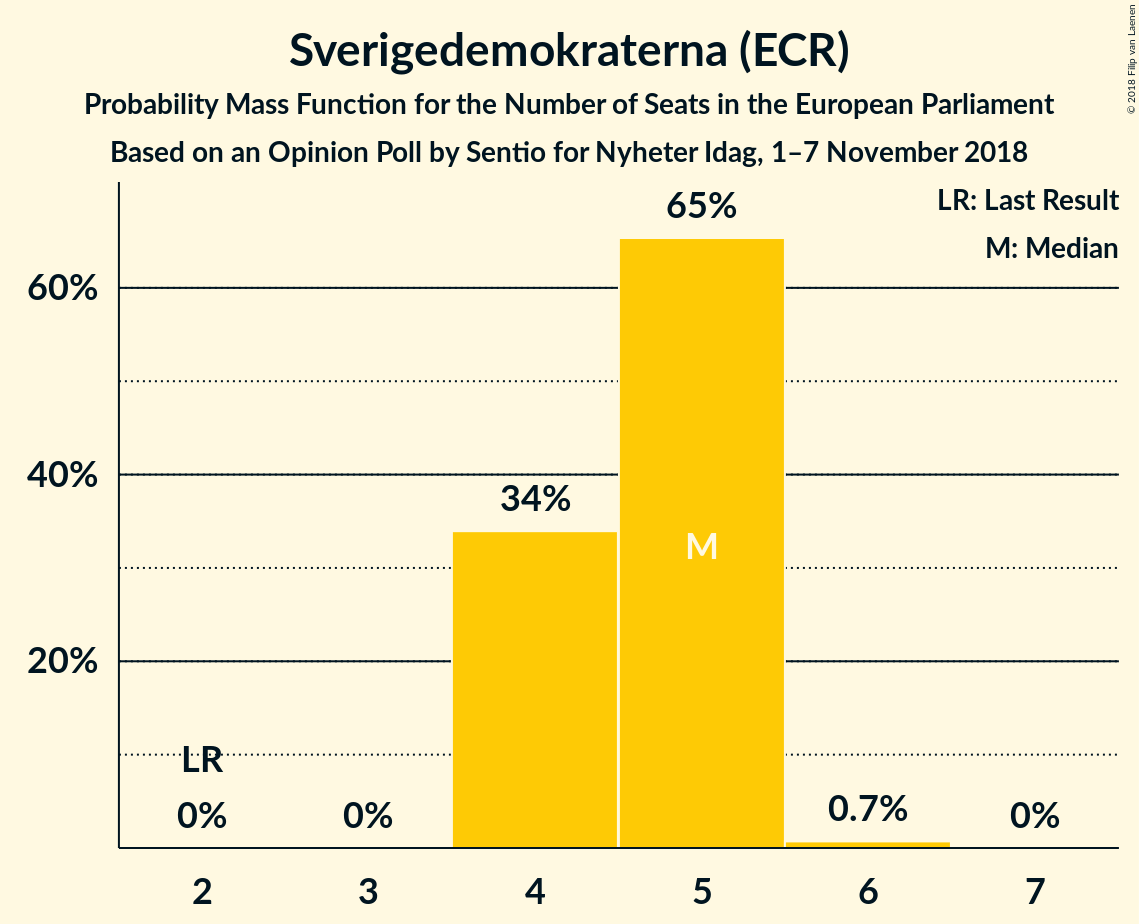 Sverigedemokraterna (ECR)
Probability Mass Function for the Number of Seats in the European Parliament
Based on an Opinion Poll by Sentio for Nyheter Idag, 1–7 November 2018
© 2018 Filip van Laenen
LR: Last Result
M: Median
65%
60%
40%
34%
M
20%
LR
0%
0%
0.7%
0%
2
3
4
5
6
7